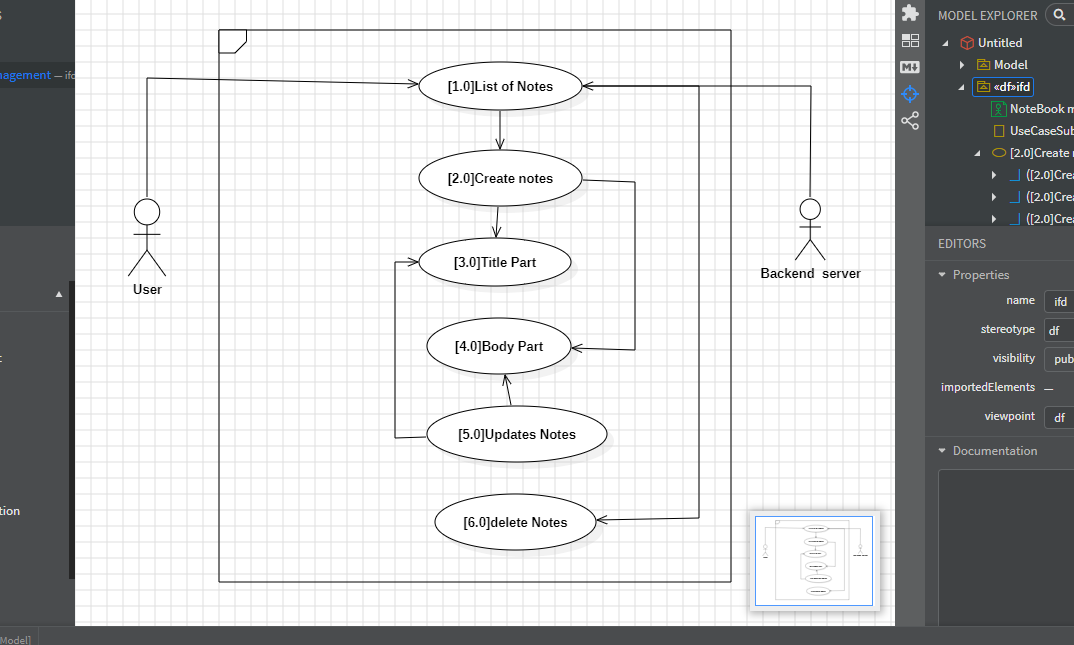 agement — ifd
tion
Model]
[1.0]List of Notes
[2.0]Create notes
[3.0]Title Part
[4.0]Body Part
[5.0]Updates Notes
[6.0]delete Notes
User
Backend server
M
MODEL EXPLORER
Untitled
Model
«df»ifd
NoteBook m
UseCaseSub
[2.0]Create
([2.0]Crea
([2.0]Crea
([2.0]Crea
EDITORS
Properties
name ifd
stereotype df
visibility pub
importedElements —
viewpoint df
Documentation